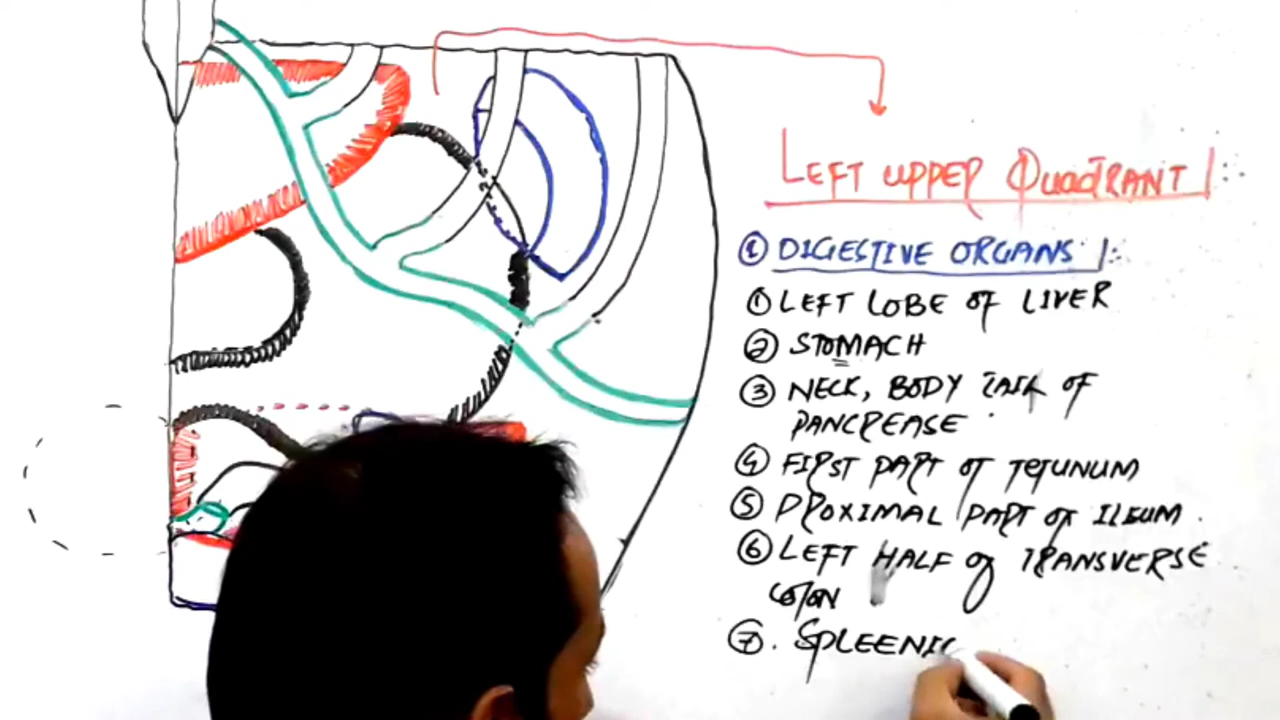 LEFT UPPER QUADRANT
① DIGESTIVE ORGANS
① LEFT LOBE OF LIVER
② STOMACH
③ NECK, BODY TAIL OF
PANCREASE
④ FIRST PART OF JEJUNUM
⑤ PROXIMAL PART OF ILEUM
⑥ LEFT HALF OF TRANSVERSE
COLON
⑦. SPLEENIC